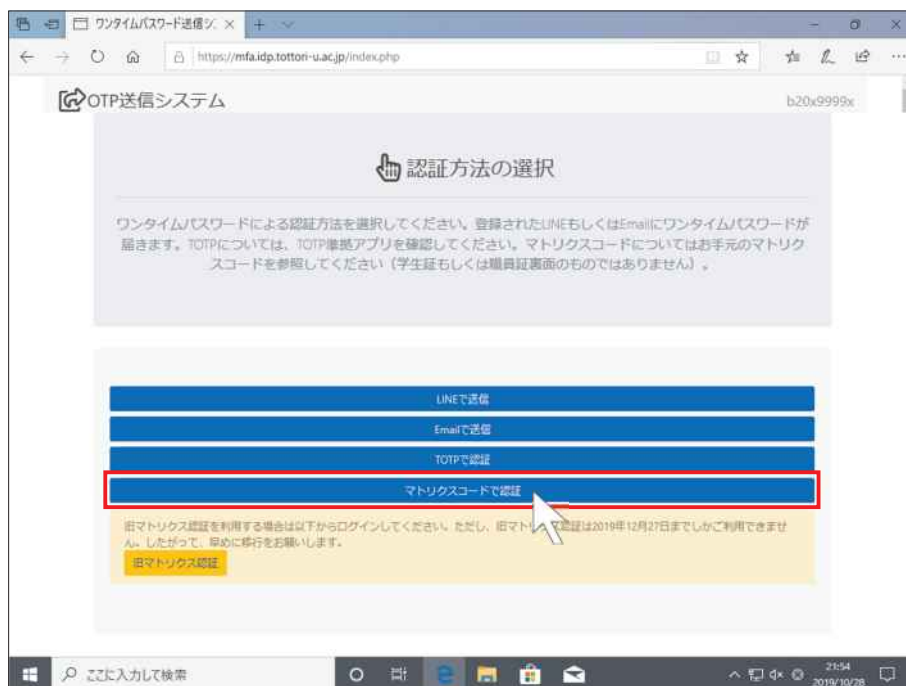 ワンタイムパスワード送信シ
https://mfa.idp.tottori-u.ac.jp/index.php
OTP送信システム
b20x9999x
認証方法の選択
ワンタイムパスワードによる認証方法を選択してください。登録されたLINEもしくはEmailにワンタイムパスワードが
届きます。TOTPについては、TOTP準拠アプリを確認してください。マトリクスコードについてはお手元のマトリク
スコードを参照してください（学生証もしくは職員証裏面のものではありません）。
LINEで送信
Emailで送信
TOTPで認証
マトリクスコードで認証
旧マトリクス認証を利用する場合は以下からログインしてください。ただし、旧マトリクス認証は2019年12月27日までしかご利用できませ
ん。したがって、早めに移行をお願いします。
旧マトリクス認証
ここに入力して検索
21:54
2019/10/28